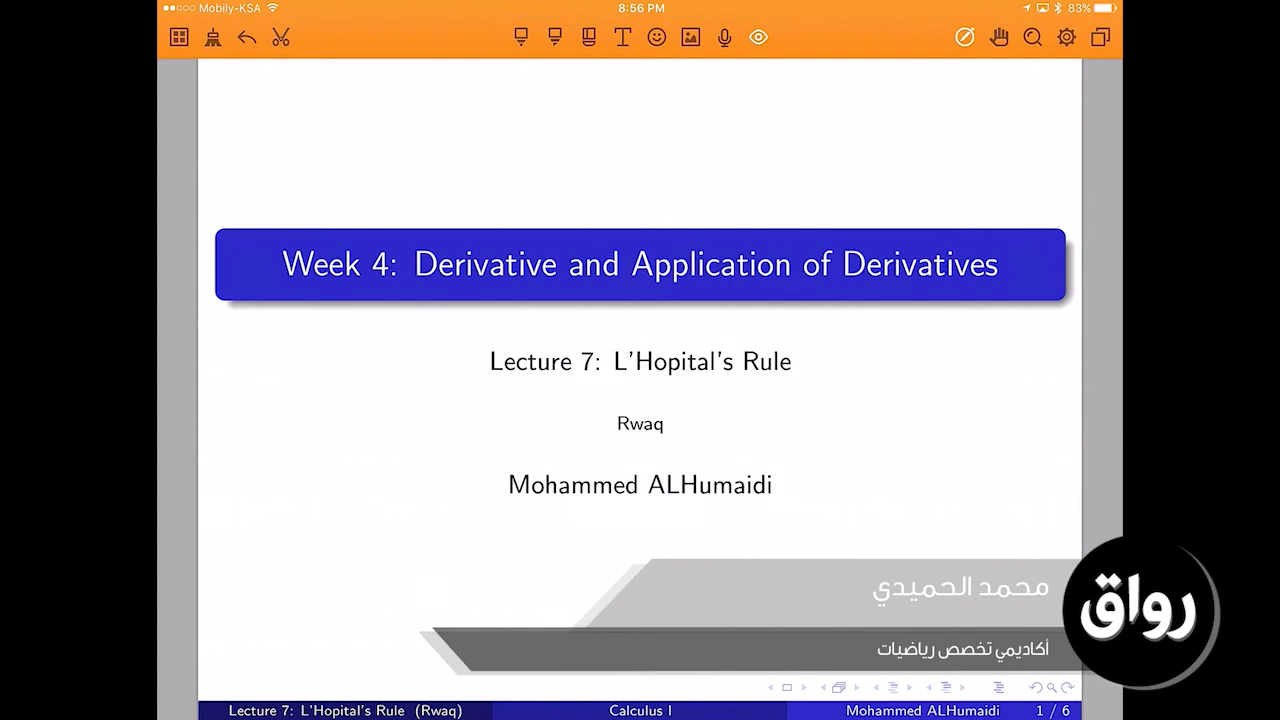 Mobily-KSA
8:56 PM
83%
Week 4: Derivative and Application of Derivatives
Lecture 7: L'Hopital's Rule
Rwaq
Mohammed ALHumaidi
محمد الحميدي
أكاديمي تخصص رياضيات
رواق
Lecture 7: L'Hopital's Rule (Rwaq)
Calculus I
Mohammed ALHumaidi
1 / 6